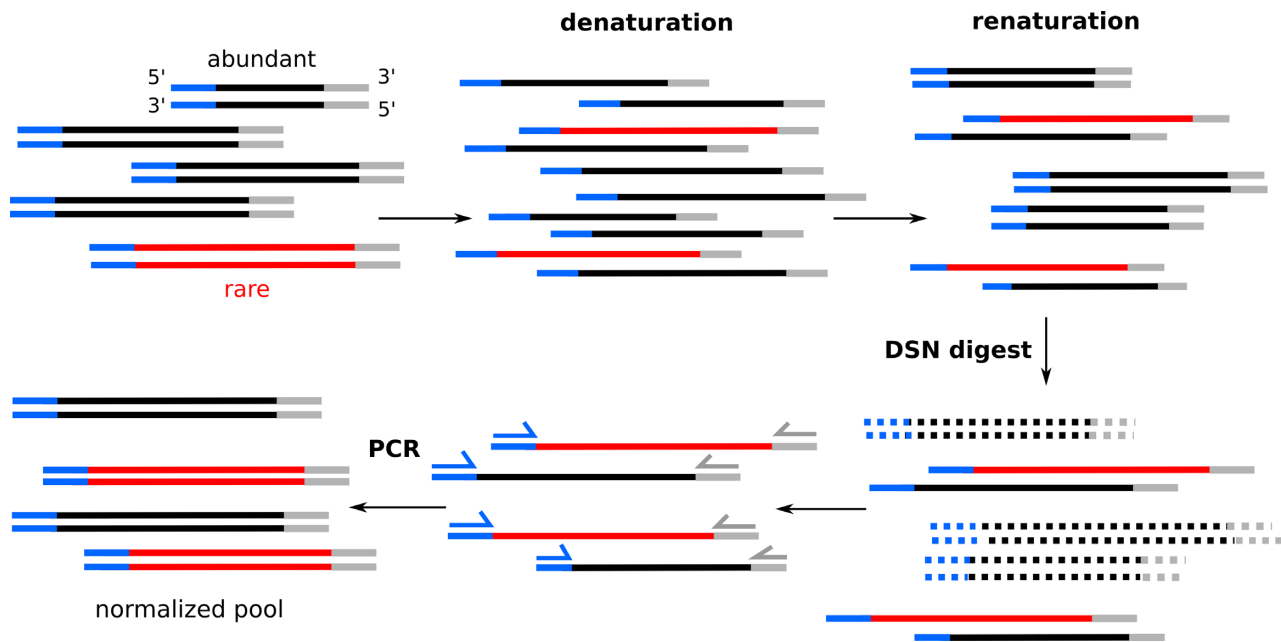 denaturation
renaturation
abundant
5' 3'
3' 5'
rare
DSN digest
PCR
normalized pool